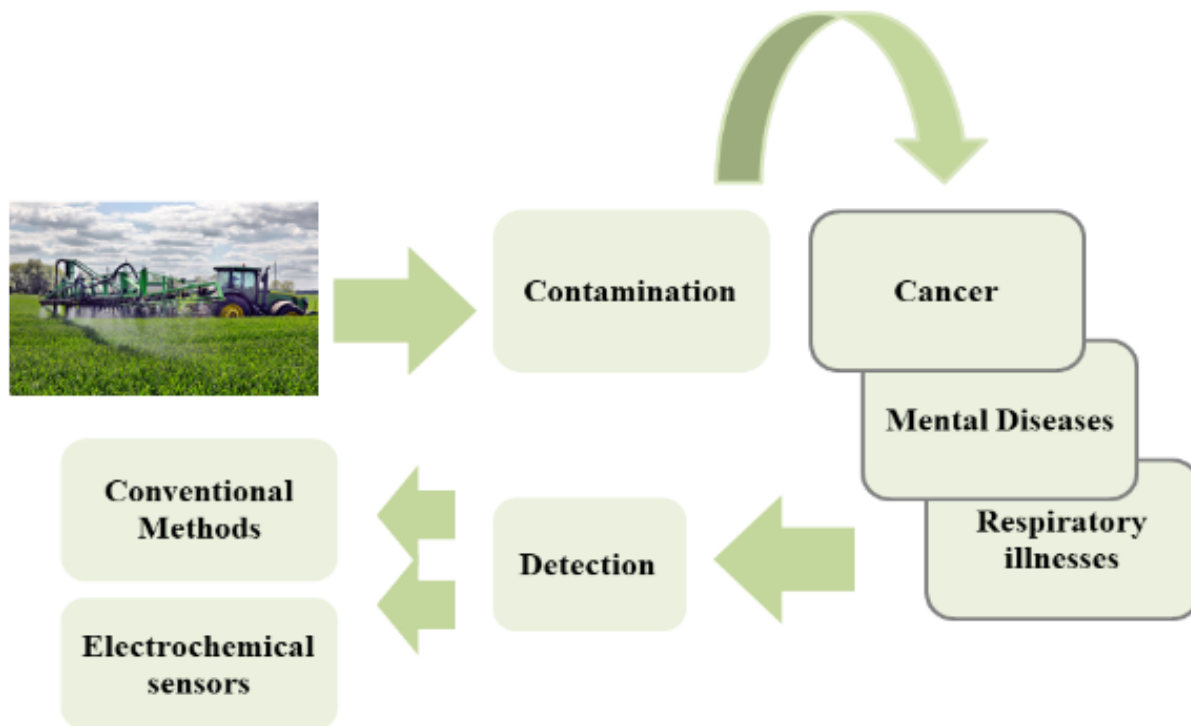 Contamination
Cancer
Mental Diseases
Respiratory
illnesses
Detection
Conventional
Methods
Electrochemical
sensors